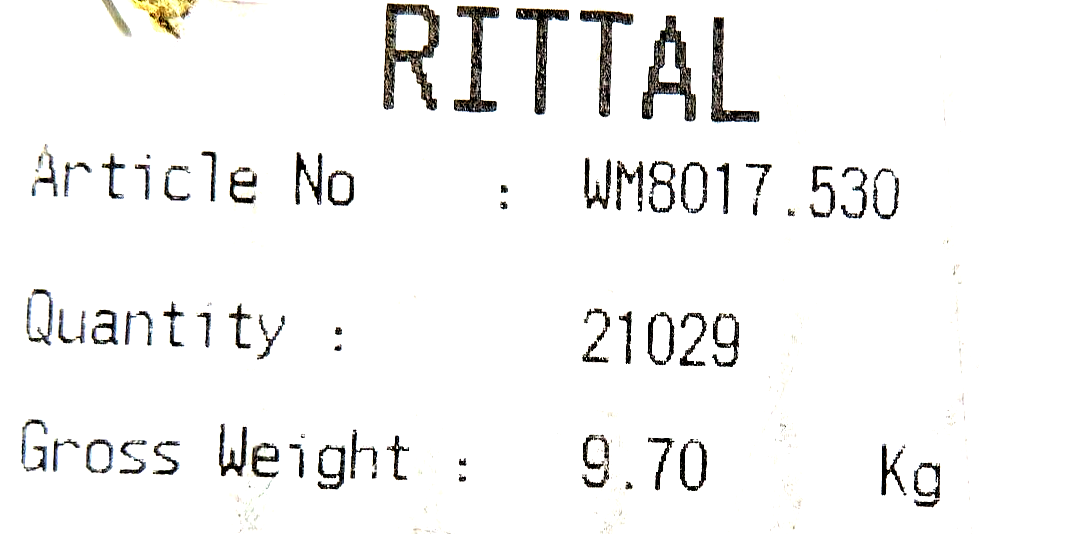 RITTAL
Article No : WM8017.530
Quantity : 21029
Gross Weight : 9.70 Kg